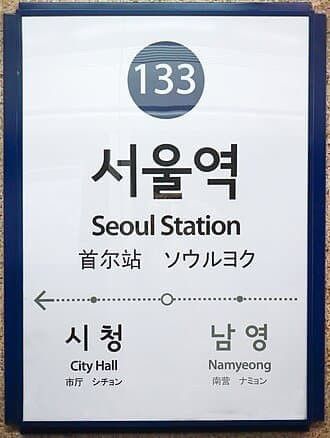 133
서울역
Seoul Station
首尔站 ソウルヨク
시청 남영
City Hall Namyeong
市厅 シチョン 南营 ナミョン